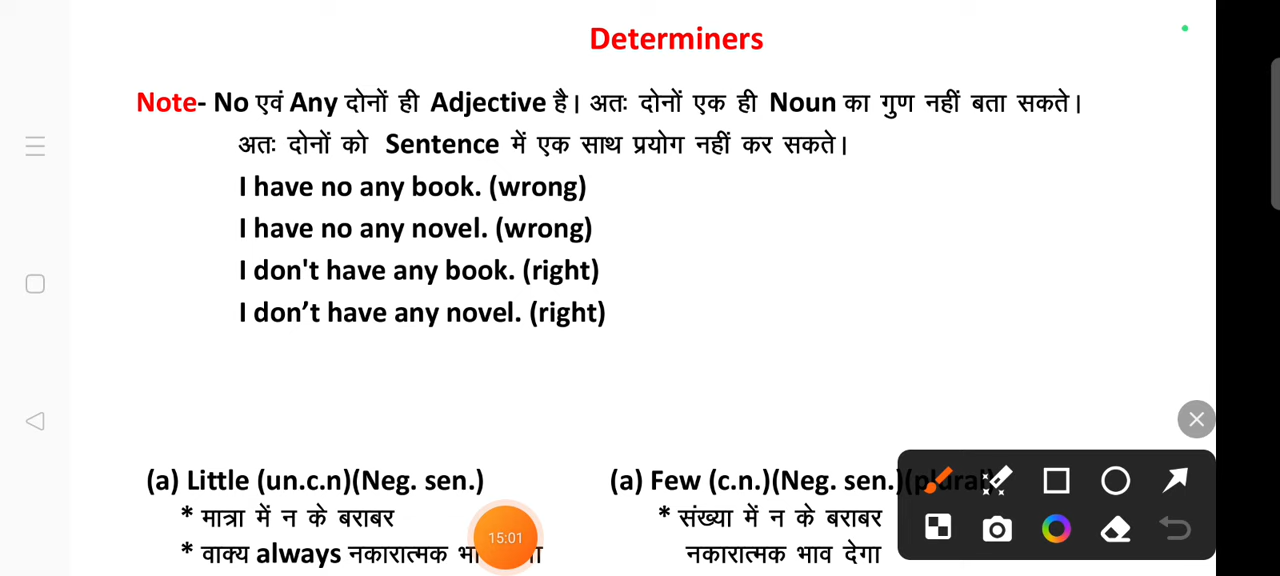 Determiners
Note- No एवं Any दोनों ही Adjective है। अतः दोनों एक ही Noun का गुण नहीं बता सकते।
अतः दोनों को Sentence में एक साथ प्रयोग नहीं कर सकते।
I have no any book. (wrong)
I have no any novel. (wrong)
I don't have any book. (right)
I don’t have any novel. (right)
(a) Little (un.c.n)(Neg. sen.)
* मात्रा में न के बराबर
* वाक्य always नकारात्मक
15:01
(a) Few (c.n.)(Neg. sen.)(plural)
* संख्या में न के बराबर
नकारात्मक भाव देगा